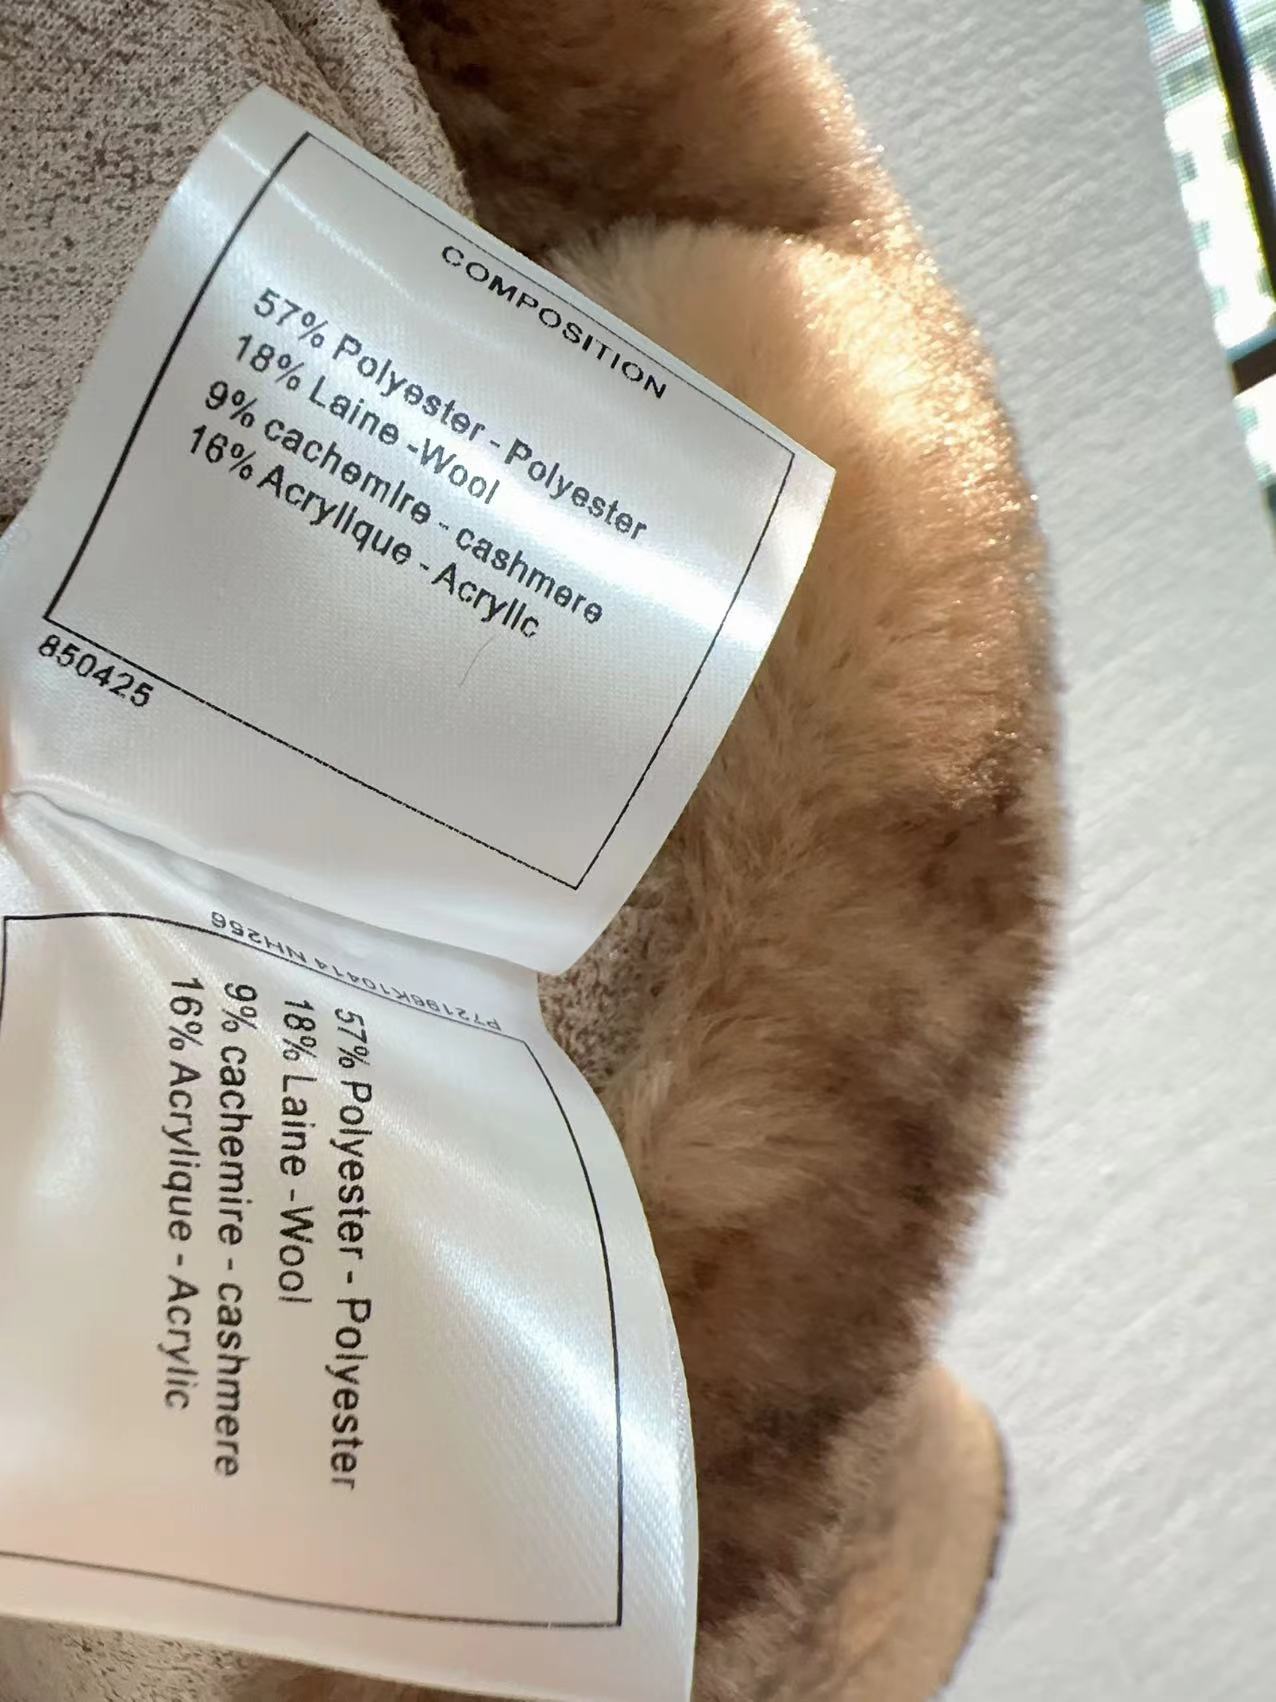 COMPOSITION
57% Polyester - Polyester
18% Laine -Wool
9% cachemire - cashmere
16% Acrylique - Acrylic
850425
P72196K10414 NH256
57% Polyester - Polyester
18% Laine -Wool
9% cachemire - cashmere
16% Acrylique - Acrylic